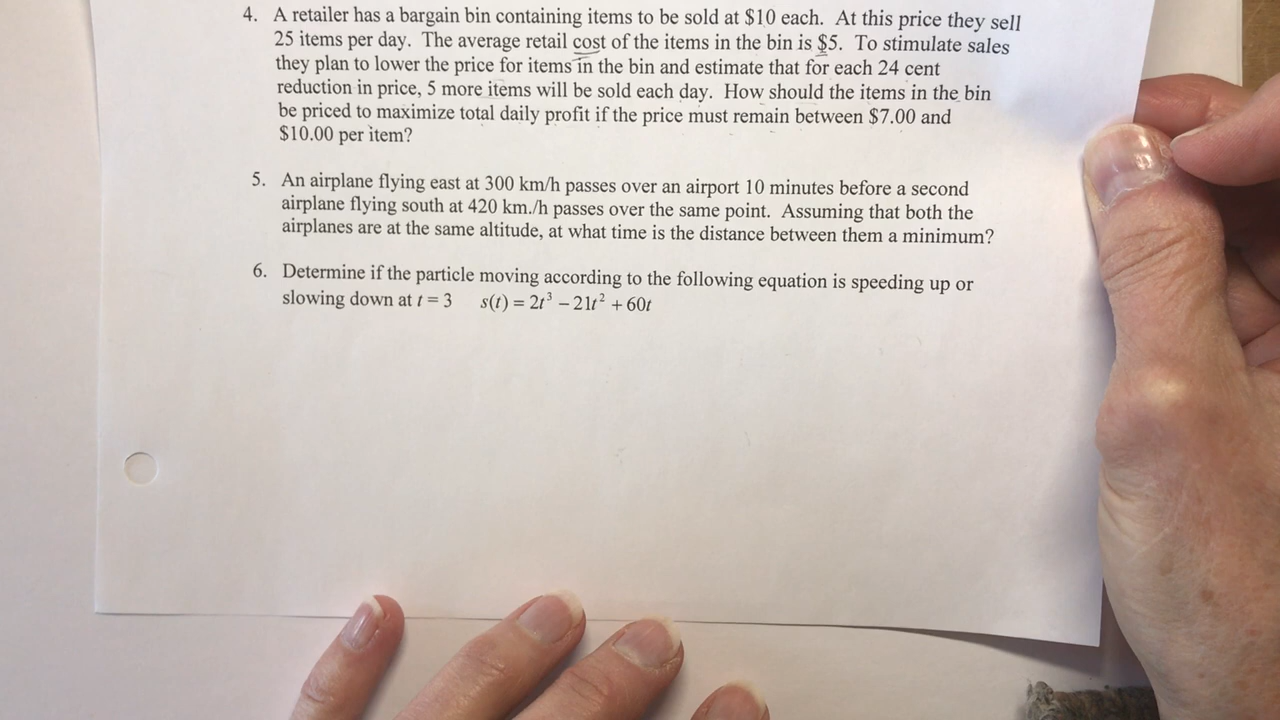 4. A retailer has a bargain bin containing items to be sold at $10 each. At this price they sell
25 items per day. The average retail cost of the items in the bin is $5. To stimulate sales
they plan to lower the price for items in the bin and estimate that for each 24 cent
reduction in price, 5 more items will be sold each day. How should the items in the bin
be priced to maximize total daily profit if the price must remain between $7.00 and
$10.00 per item?
5. An airplane flying east at 300 km/h passes over an airport 10 minutes before a second
airplane flying south at 420 km./h passes over the same point. Assuming that both the
airplanes are at the same altitude, at what time is the distance between them a minimum?
6. Determine if the particle moving according to the following equation is speeding up or
slowing down at t = 3 s(t) = 2t³ – 21t² + 60t